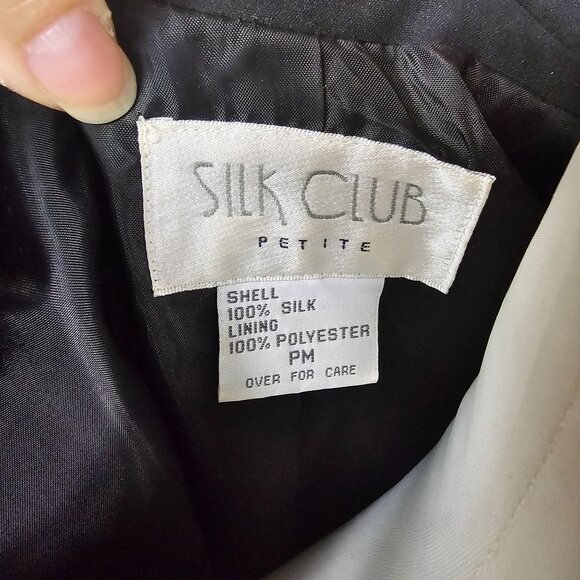 SILK CLUB
PETITE
SHELL
100% SILK
LINING
100% POLYESTER
PM
OVER FOR CARE